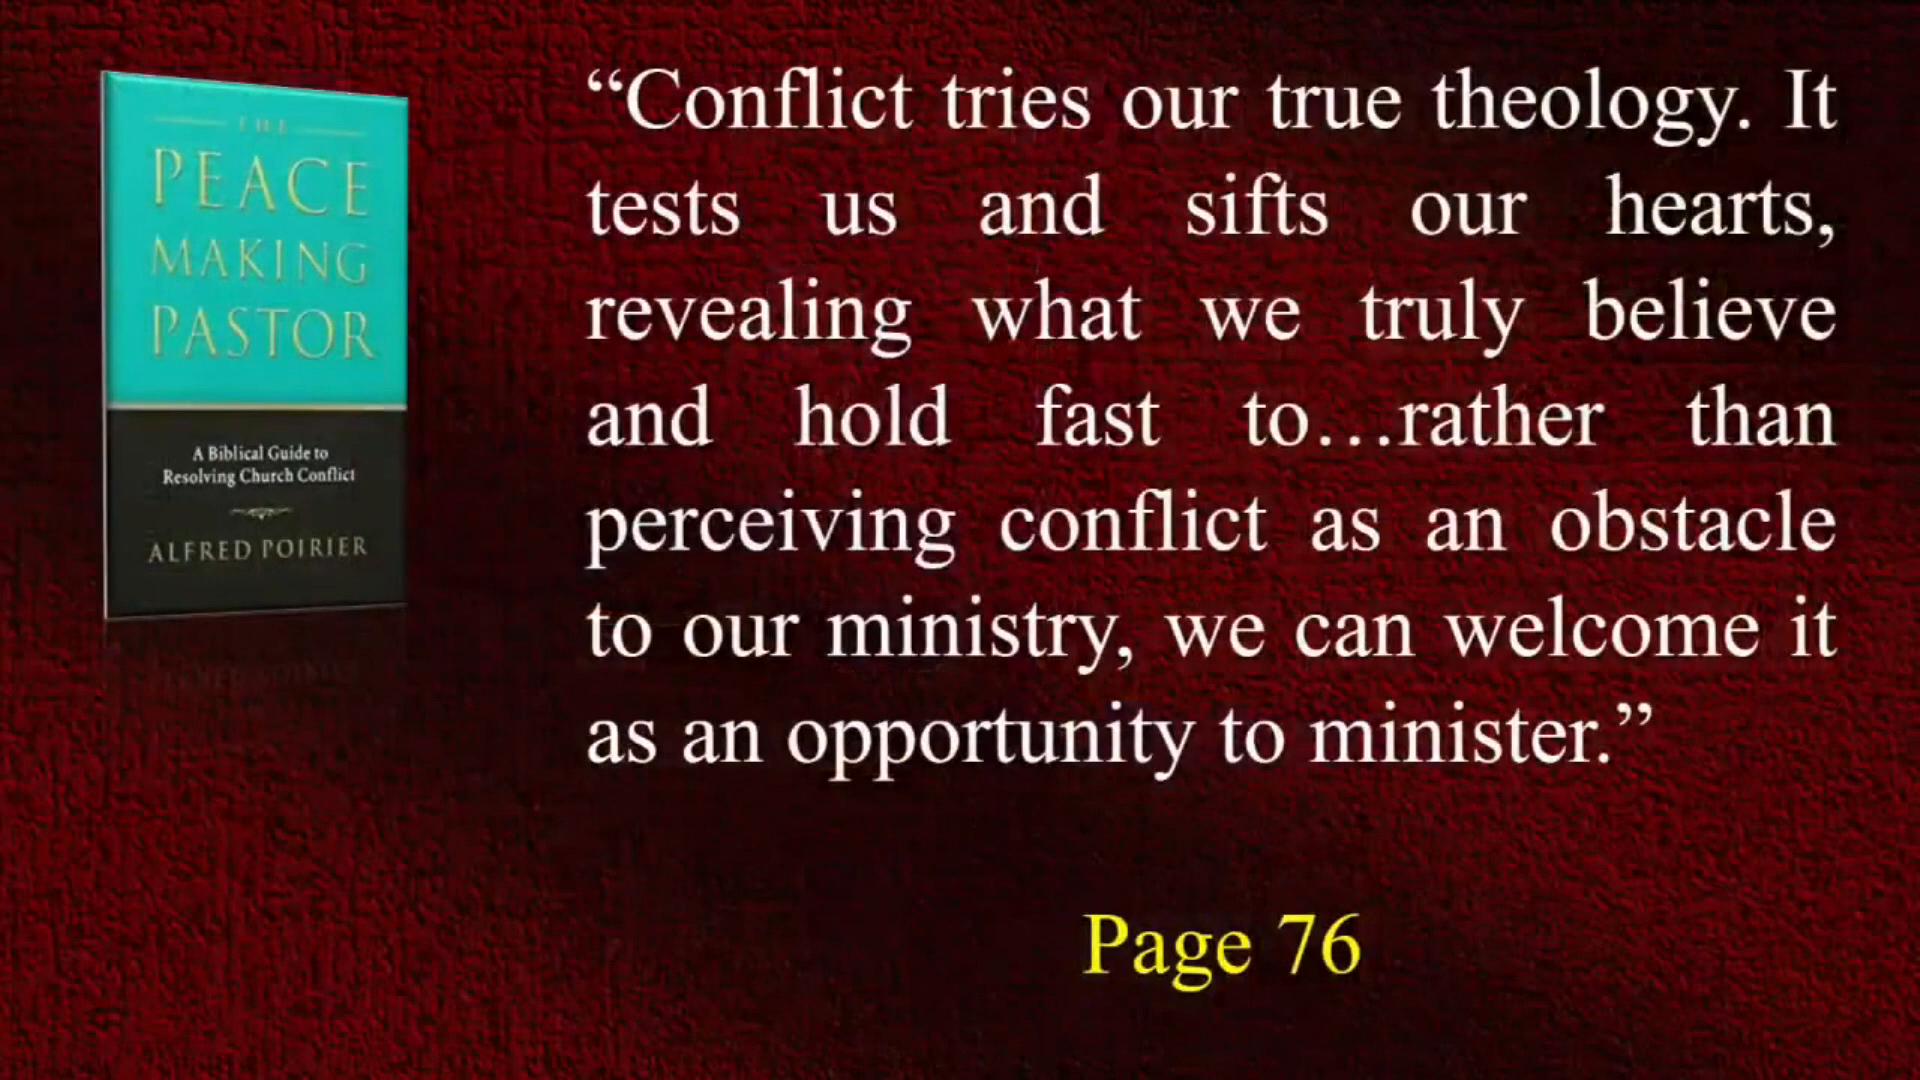 THE
PEACE
MAKING
PASTOR
A Biblical Guide to
Resolving Church Conflict
ALFRED POIRIER
“Conflict tries our true theology. It
tests us and sifts our hearts,
revealing what we truly believe
and hold fast to…rather than
perceiving conflict as an obstacle
to our ministry, we can welcome it
as an opportunity to minister.”
Page 76